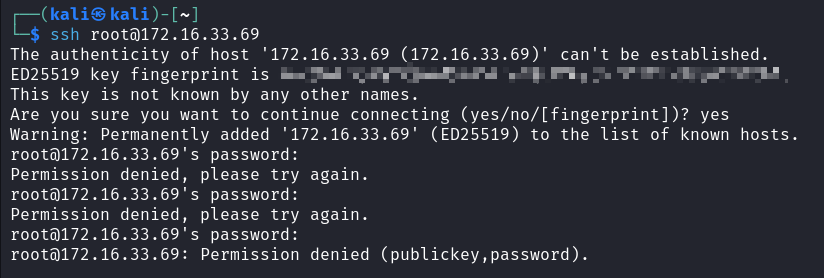 ┌──(kali㉿kali)-[~]
└─$ ssh root@172.16.33.69
The authenticity of host '172.16.33.69 (172.16.33.69)' can't be established.
ED25519 key fingerprint is
This key is not known by any other names.
Are you sure you want to continue connecting (yes/no/[fingerprint])? yes
Warning: Permanently added '172.16.33.69' (ED25519) to the list of known hosts.
root@172.16.33.69's password:
Permission denied, please try again.
root@172.16.33.69's password:
Permission denied, please try again.
root@172.16.33.69's password:
root@172.16.33.69: Permission denied (publickey,password).